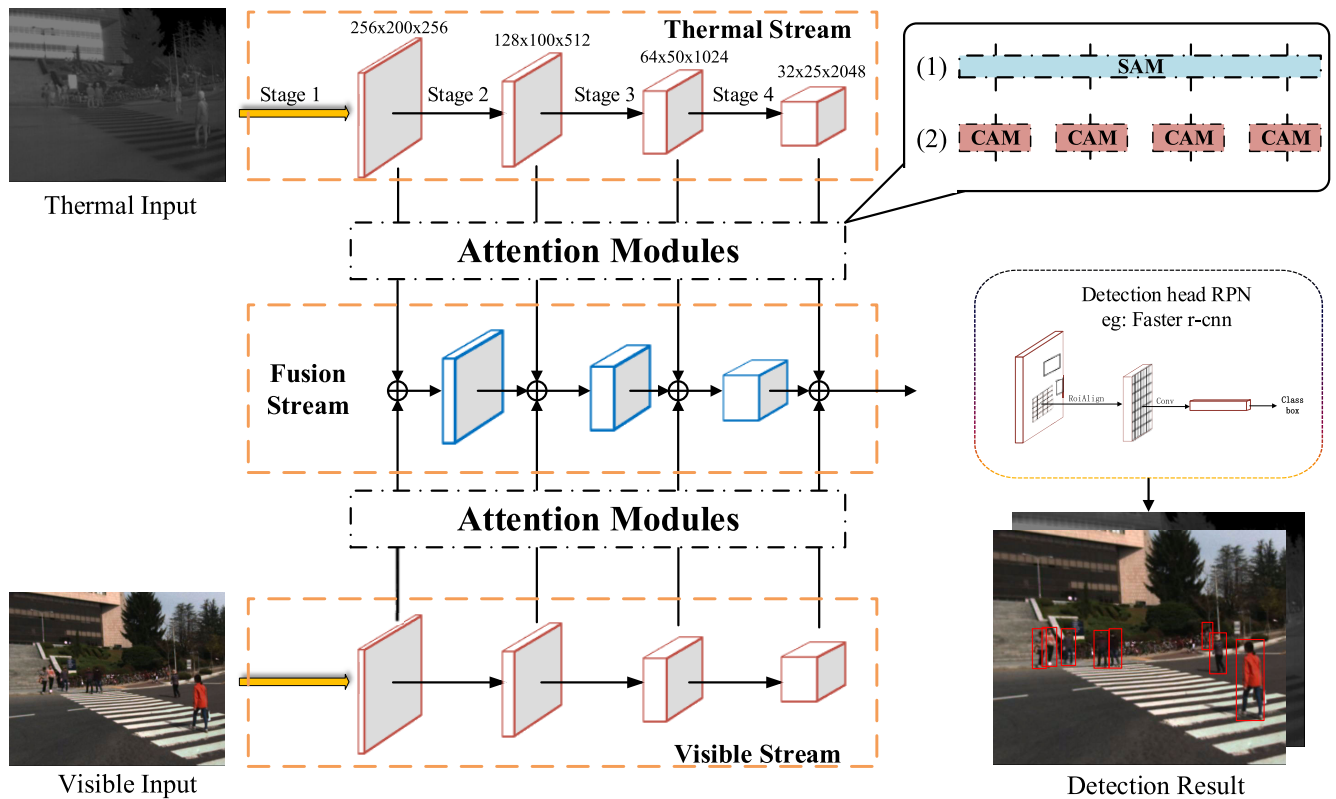 256x200x256
128x100x512
64x50x1024
32x25x2048
Thermal Stream
Stage 1
Stage 2
Stage 3
Stage 4
Thermal Input
(1)
SAM
(2)
CAM
CAM
CAM
CAM
Attention Modules
Detection head RPN
eg: Faster r-cnn
RoiAlign
Conv
Class
box
Fusion
Stream
Attention Modules
Visible Stream
Visible Input
Detection Result